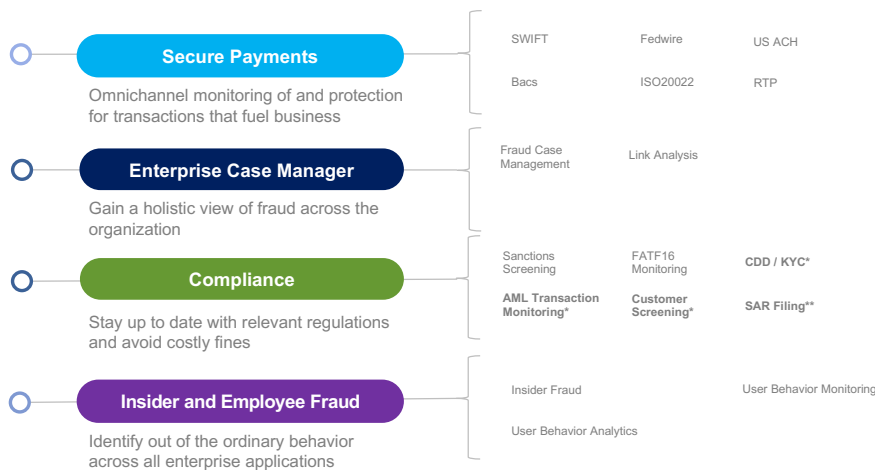 Secure Payments
Omnichannel monitoring of and protection
for transactions that fuel business
SWIFT
Fedwire
US ACH
Bacs
ISO20022
RTP
Enterprise Case Manager
Gain a holistic view of fraud across the
organization
Fraud Case
Management
Link Analysis
Compliance
Stay up to date with relevant regulations
and avoid costly fines
Sanctions
Screening
FATF16
Monitoring
CDD / KYC*
AML Transaction
Monitoring*
Customer
Screening*
SAR Filing**
Insider and Employee Fraud
Identify out of the ordinary behavior
across all enterprise applications
Insider Fraud
User Behavior Monitoring
User Behavior Analytics